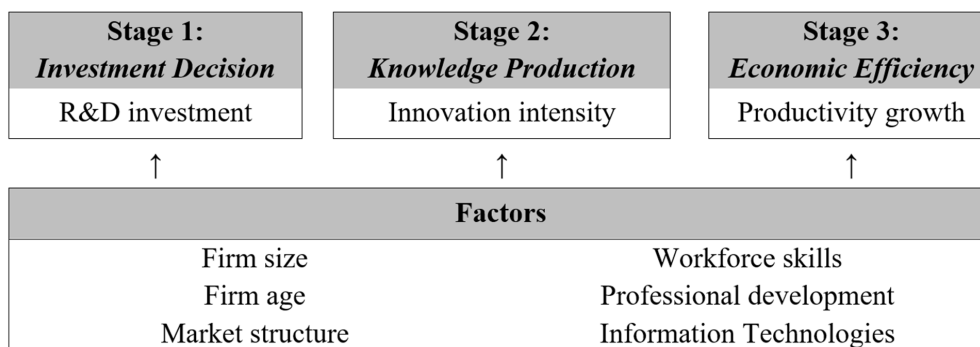 Stage 1:
Investment Decision
R&D investment
Stage 2:
Knowledge Production
Innovation intensity
Stage 3:
Economic Efficiency
Productivity growth
↑ ↑ ↑
Factors
Firm size
Firm age
Market structure
Workforce skills
Professional development
Information Technologies